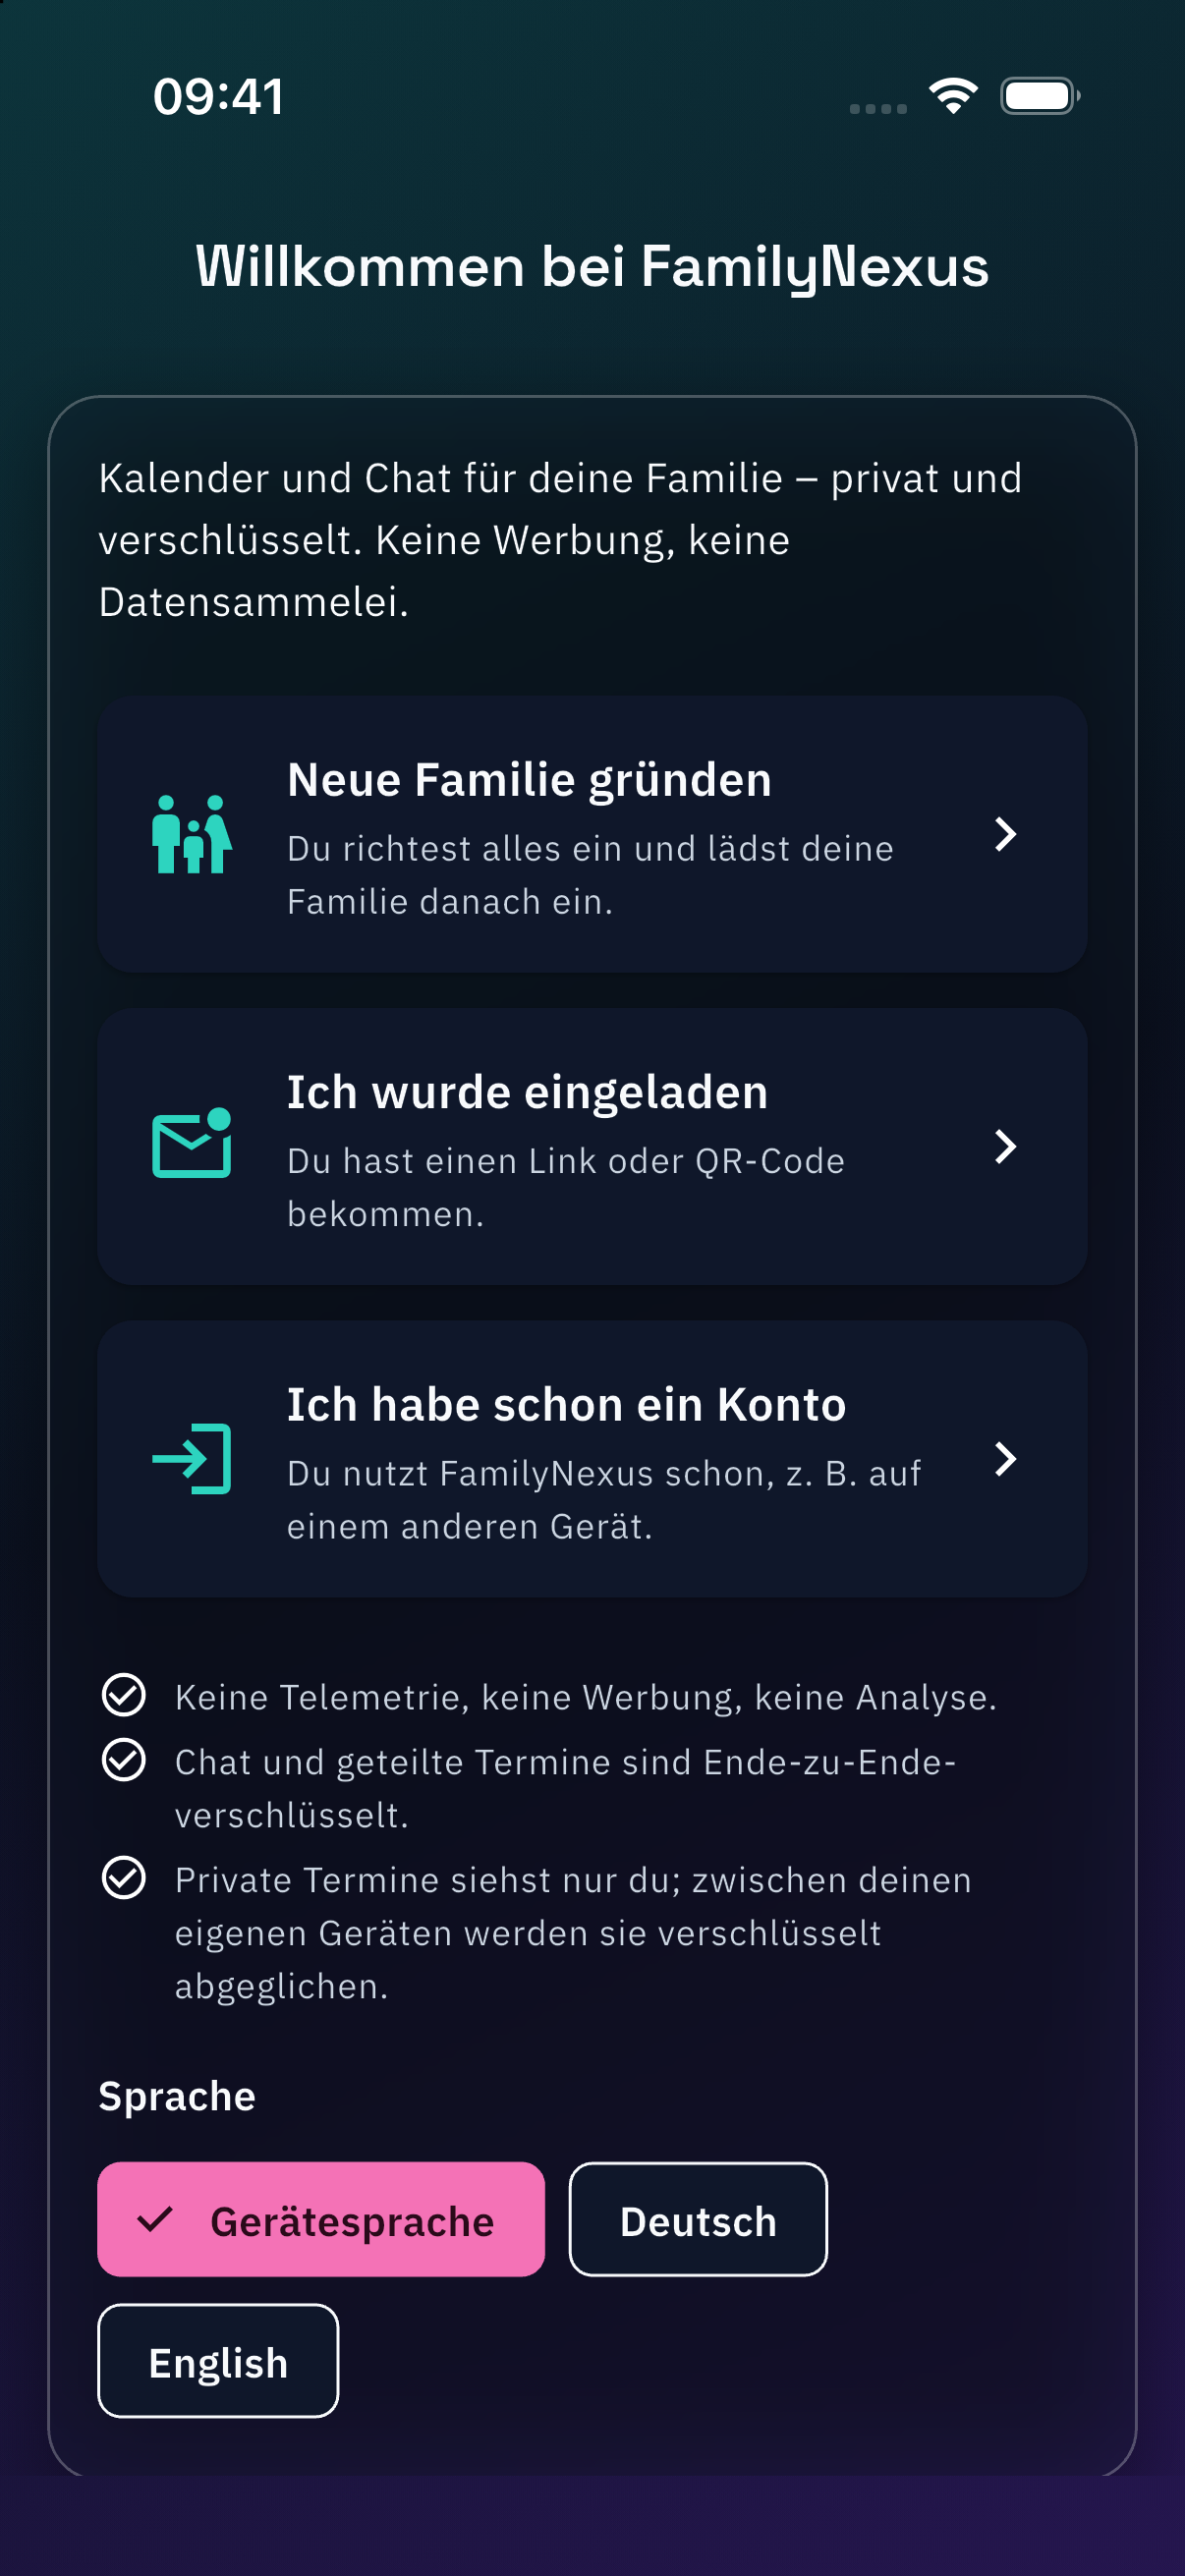 09:41
Willkommen bei FamilyNexus
Kalender und Chat für deine Familie – privat und
verschlüsselt. Keine Werbung, keine
Datensammelei.
Neue Familie gründen
Du richtest alles ein und lädst deine
Familie danach ein.
Ich wurde eingeladen
Du hast einen Link oder QR-Code
bekommen.
Ich habe schon ein Konto
Du nutzt FamilyNexus schon, z. B. auf
einem anderen Gerät.
Keine Telemetrie, keine Werbung, keine Analyse.
Chat und geteilte Termine sind Ende-zu-Ende-
verschlüsselt.
Private Termine siehst nur du; zwischen deinen
eigenen Geräten werden sie verschlüsselt
abgeglichen.
Sprache
Gerätesprache
Deutsch
English